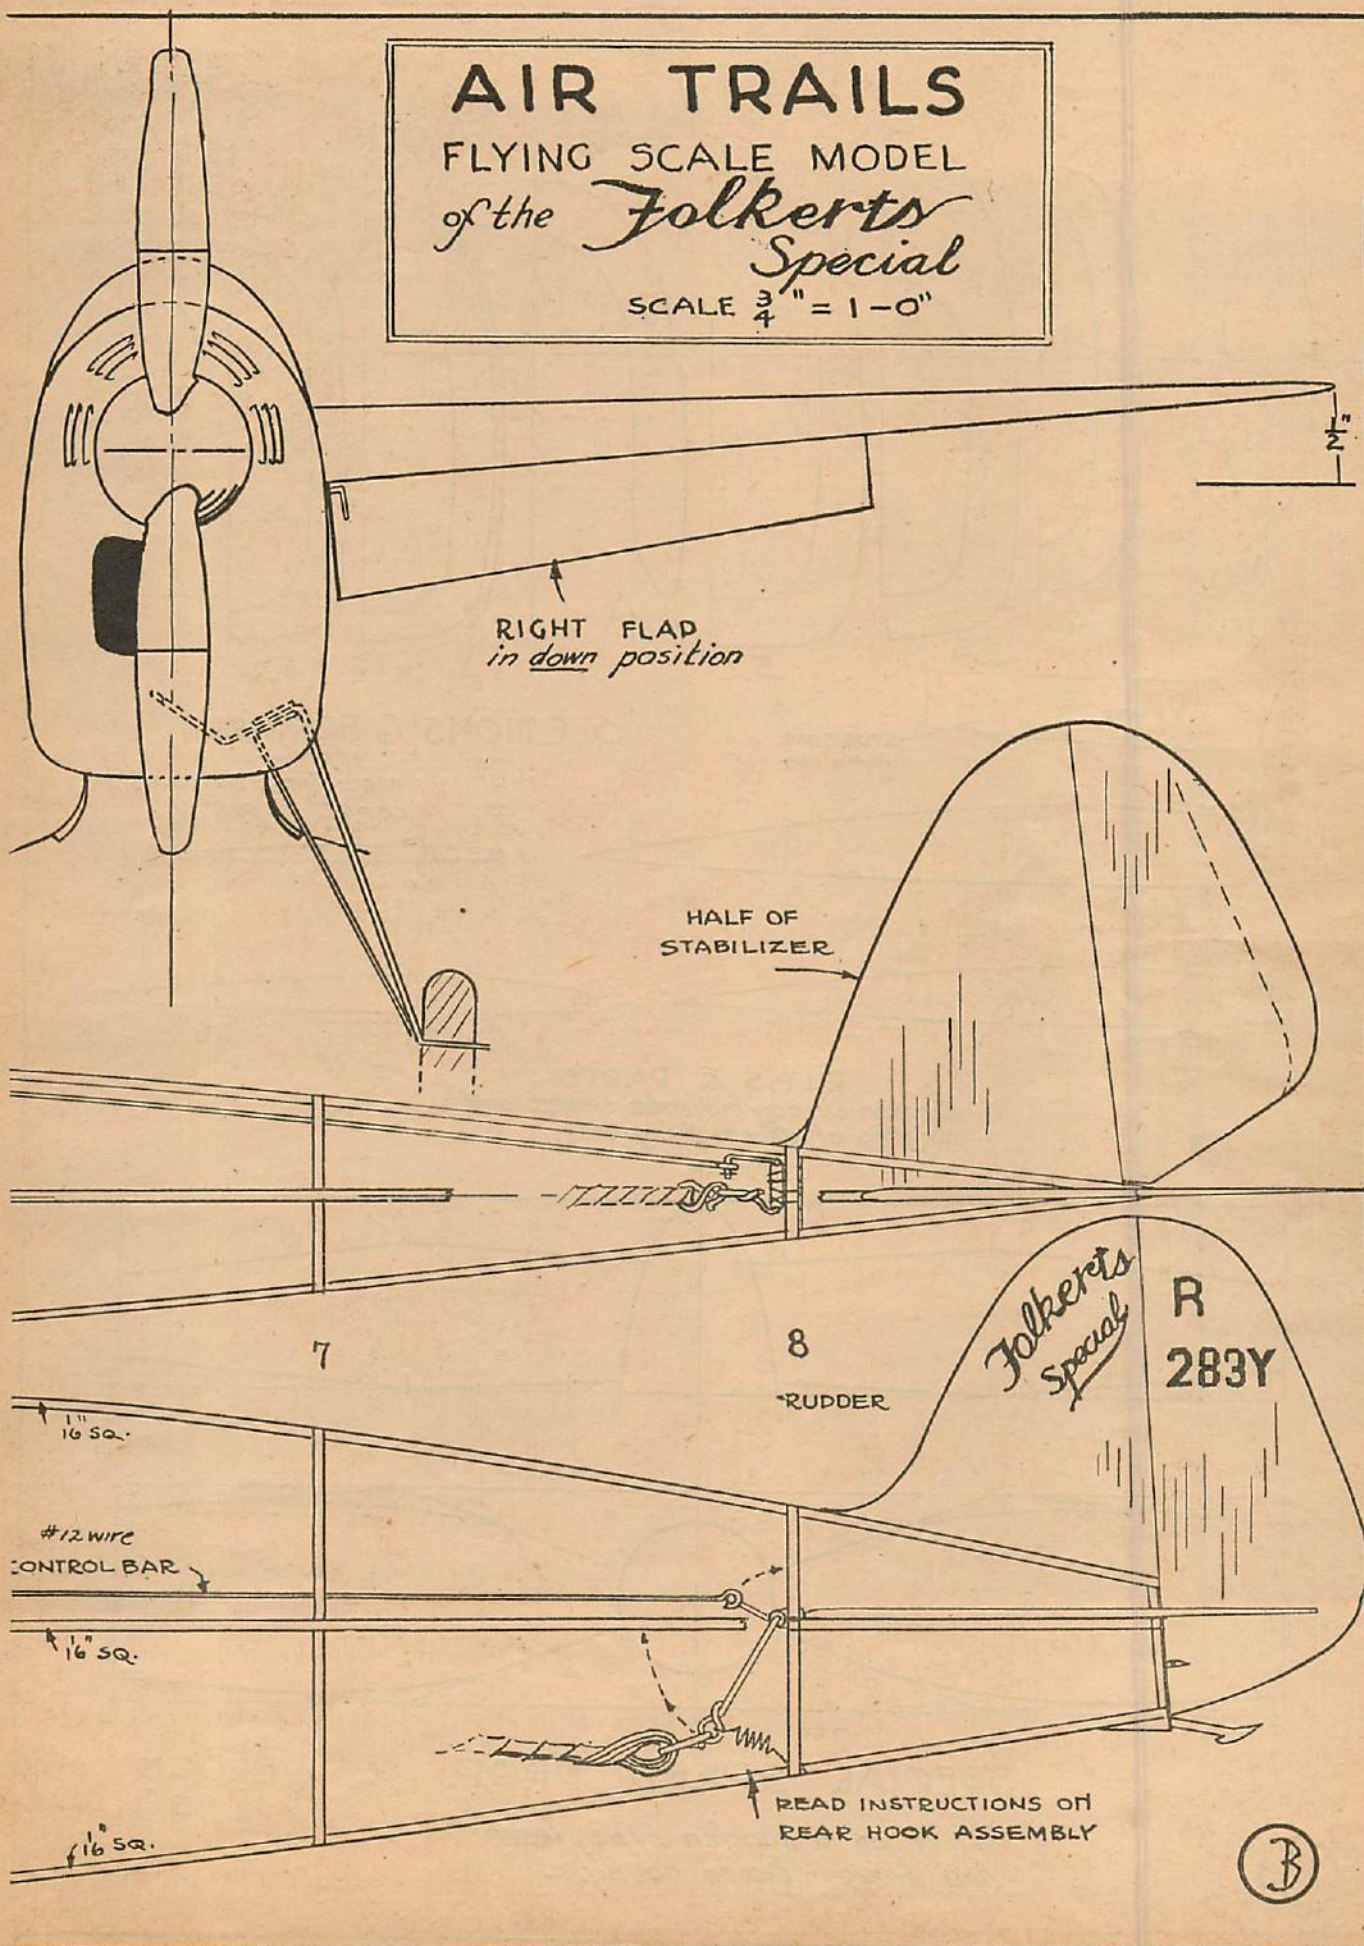 AIR TRAILS
FLYING SCALE MODEL
of the Folkerts
Special
SCALE 3/4" = 1-0"
1/2"
RIGHT FLAP
in down position
HALF OF
STABILIZER
7
8
RUDDER
Folkerts
Special
R
283Y
1/16" SQ.
#12 wire
CONTROL BAR
1/16" SQ.
1/16" SQ.
READ INSTRUCTIONS ON
REAR HOOK ASSEMBLY
B